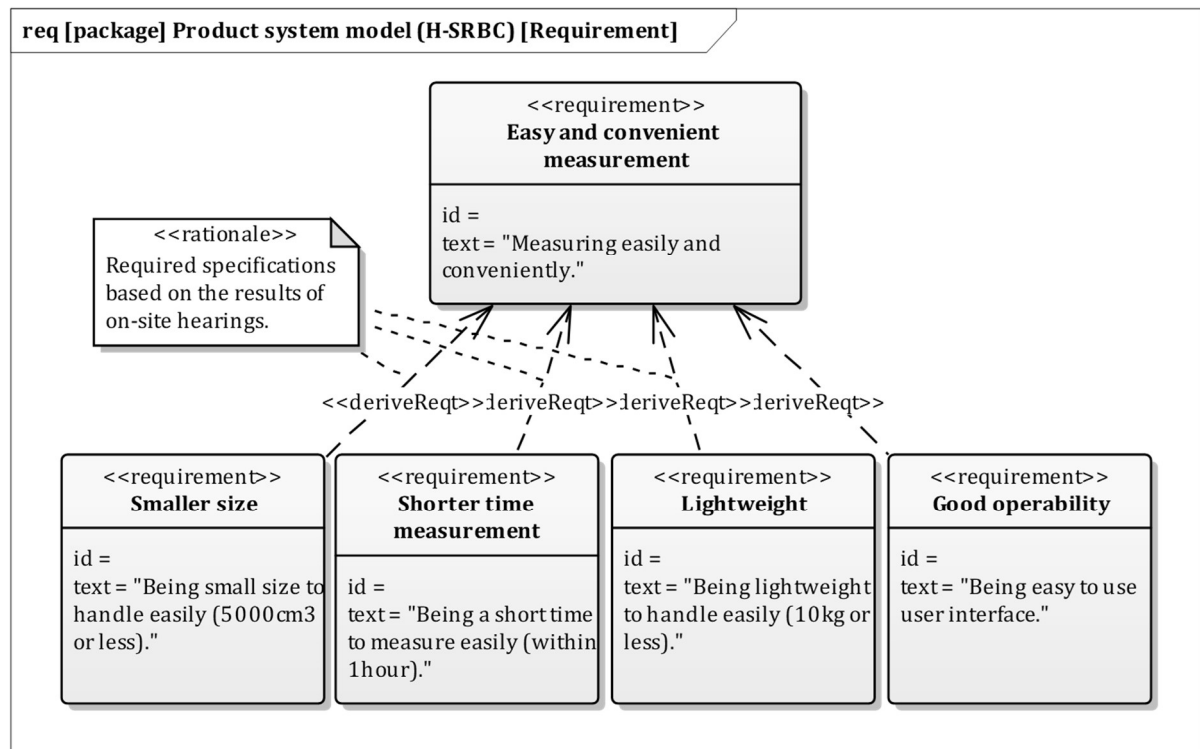 req [package] Product system model (H-SRBC) [Requirement]
<<requirement>>
Easy and convenient
measurement
id =
text = "Measuring easily and
conveniently."
<<rationale>>
Required specifications
based on the results of
on-site hearings.
<<deriveReqt>> deriveReqt>> deriveReqt>> deriveReqt>>
<<requirement>>
Smaller size
id =
text = "Being small size to
handle easily (5000cm3
or less)."
<<requirement>>
Shorter time
measurement
id =
text = "Being a short time
to measure easily (within
1hour)."
<<requirement>>
Lightweight
id =
text = "Being lightweight
to handle easily (10kg or
less)."
<<requirement>>
Good operability
id =
text = "Being easy to use
user interface."